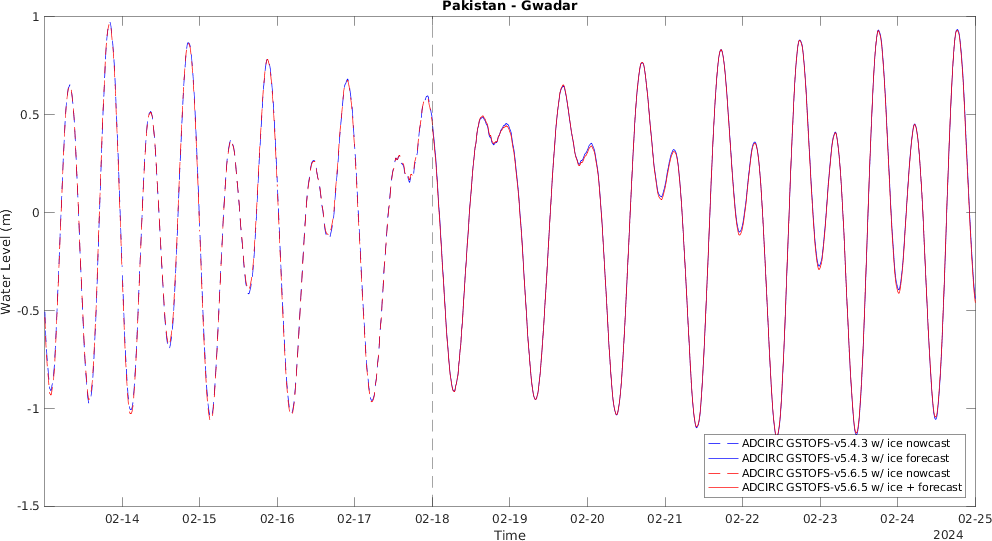 Pakistan - Gwadar
1
0.5
0
-0.5
-1
-1.5
Water Level (m)
ADCIRC GSTOFS-v5.4.3 w/ ice nowcast
ADCIRC GSTOFS-v5.4.3 w/ ice forecast
ADCIRC GSTOFS-v5.6.5 w/ ice nowcast
ADCIRC GSTOFS-v5.6.5 w/ ice + forecast
02-14 02-15 02-16 02-17 02-18 02-19 02-20 02-21 02-22 02-23 02-24 02-25
Time
2024